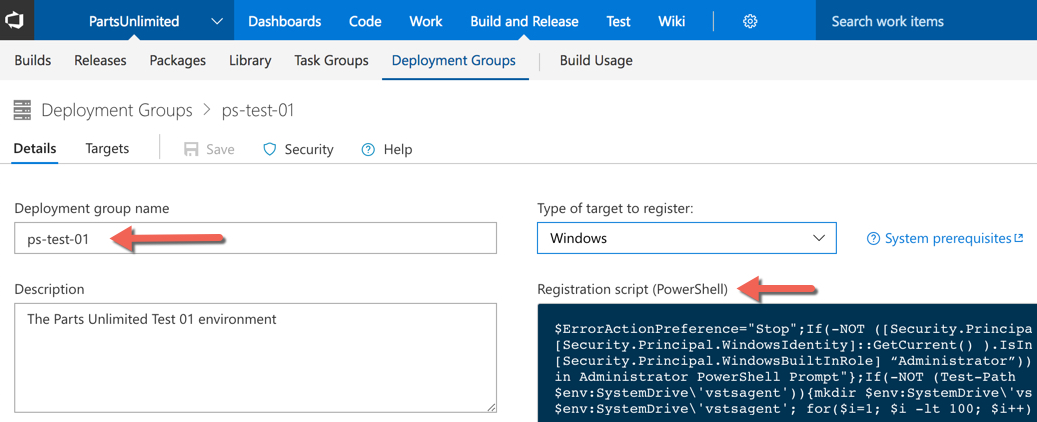 PartsUnlimited Dashboards Code Work Build and Release Test Wiki Search work items
Builds Releases Packages Library Task Groups Deployment Groups Build Usage
Deployment Groups > ps-test-01
Details Targets Save Security Help
Deployment group name
ps-test-01
Description
The Parts Unlimited Test 01 environment
Type of target to register:
Windows
System prerequisites
Registration script (PowerShell)
$ErrorActionPreference="Stop";If(-NOT ([Security.Principa
[Security.Principal.WindowsIdentity]::GetCurrent() ).IsIn
[Security.Principal.WindowsBuiltInRole] “Administrator”))
in Administrator PowerShell Prompt"};If(-NOT (Test-Path
$env:SystemDrive\'vstsagent')){mkdir $env:SystemDrive\'vs
$env:SystemDrive\'vstsagent'; for($i=1; $i -lt 100; $i++)